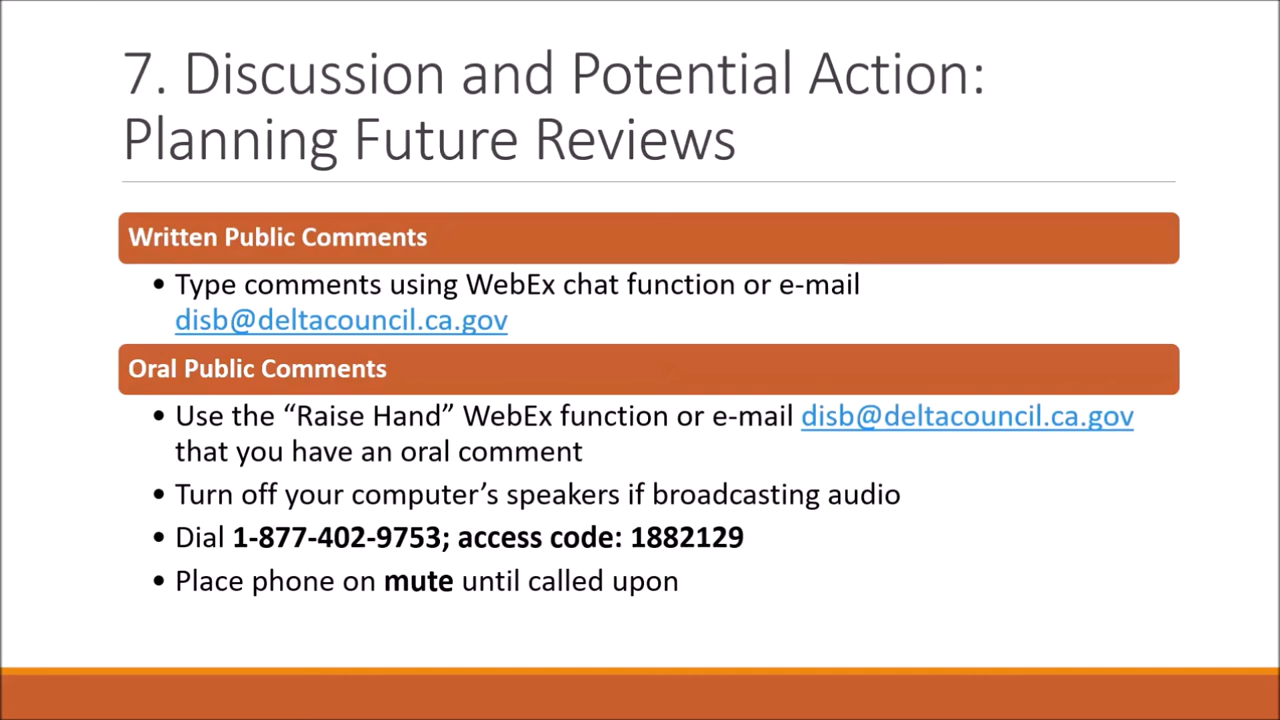 7. Discussion and Potential Action:
Planning Future Reviews
Written Public Comments
• Type comments using WebEx chat function or e-mail
disb@deltacouncil.ca.gov
Oral Public Comments
• Use the “Raise Hand” WebEx function or e-mail disb@deltacouncil.ca.gov
that you have an oral comment
• Turn off your computer’s speakers if broadcasting audio
• Dial 1-877-402-9753; access code: 1882129
• Place phone on mute until called upon